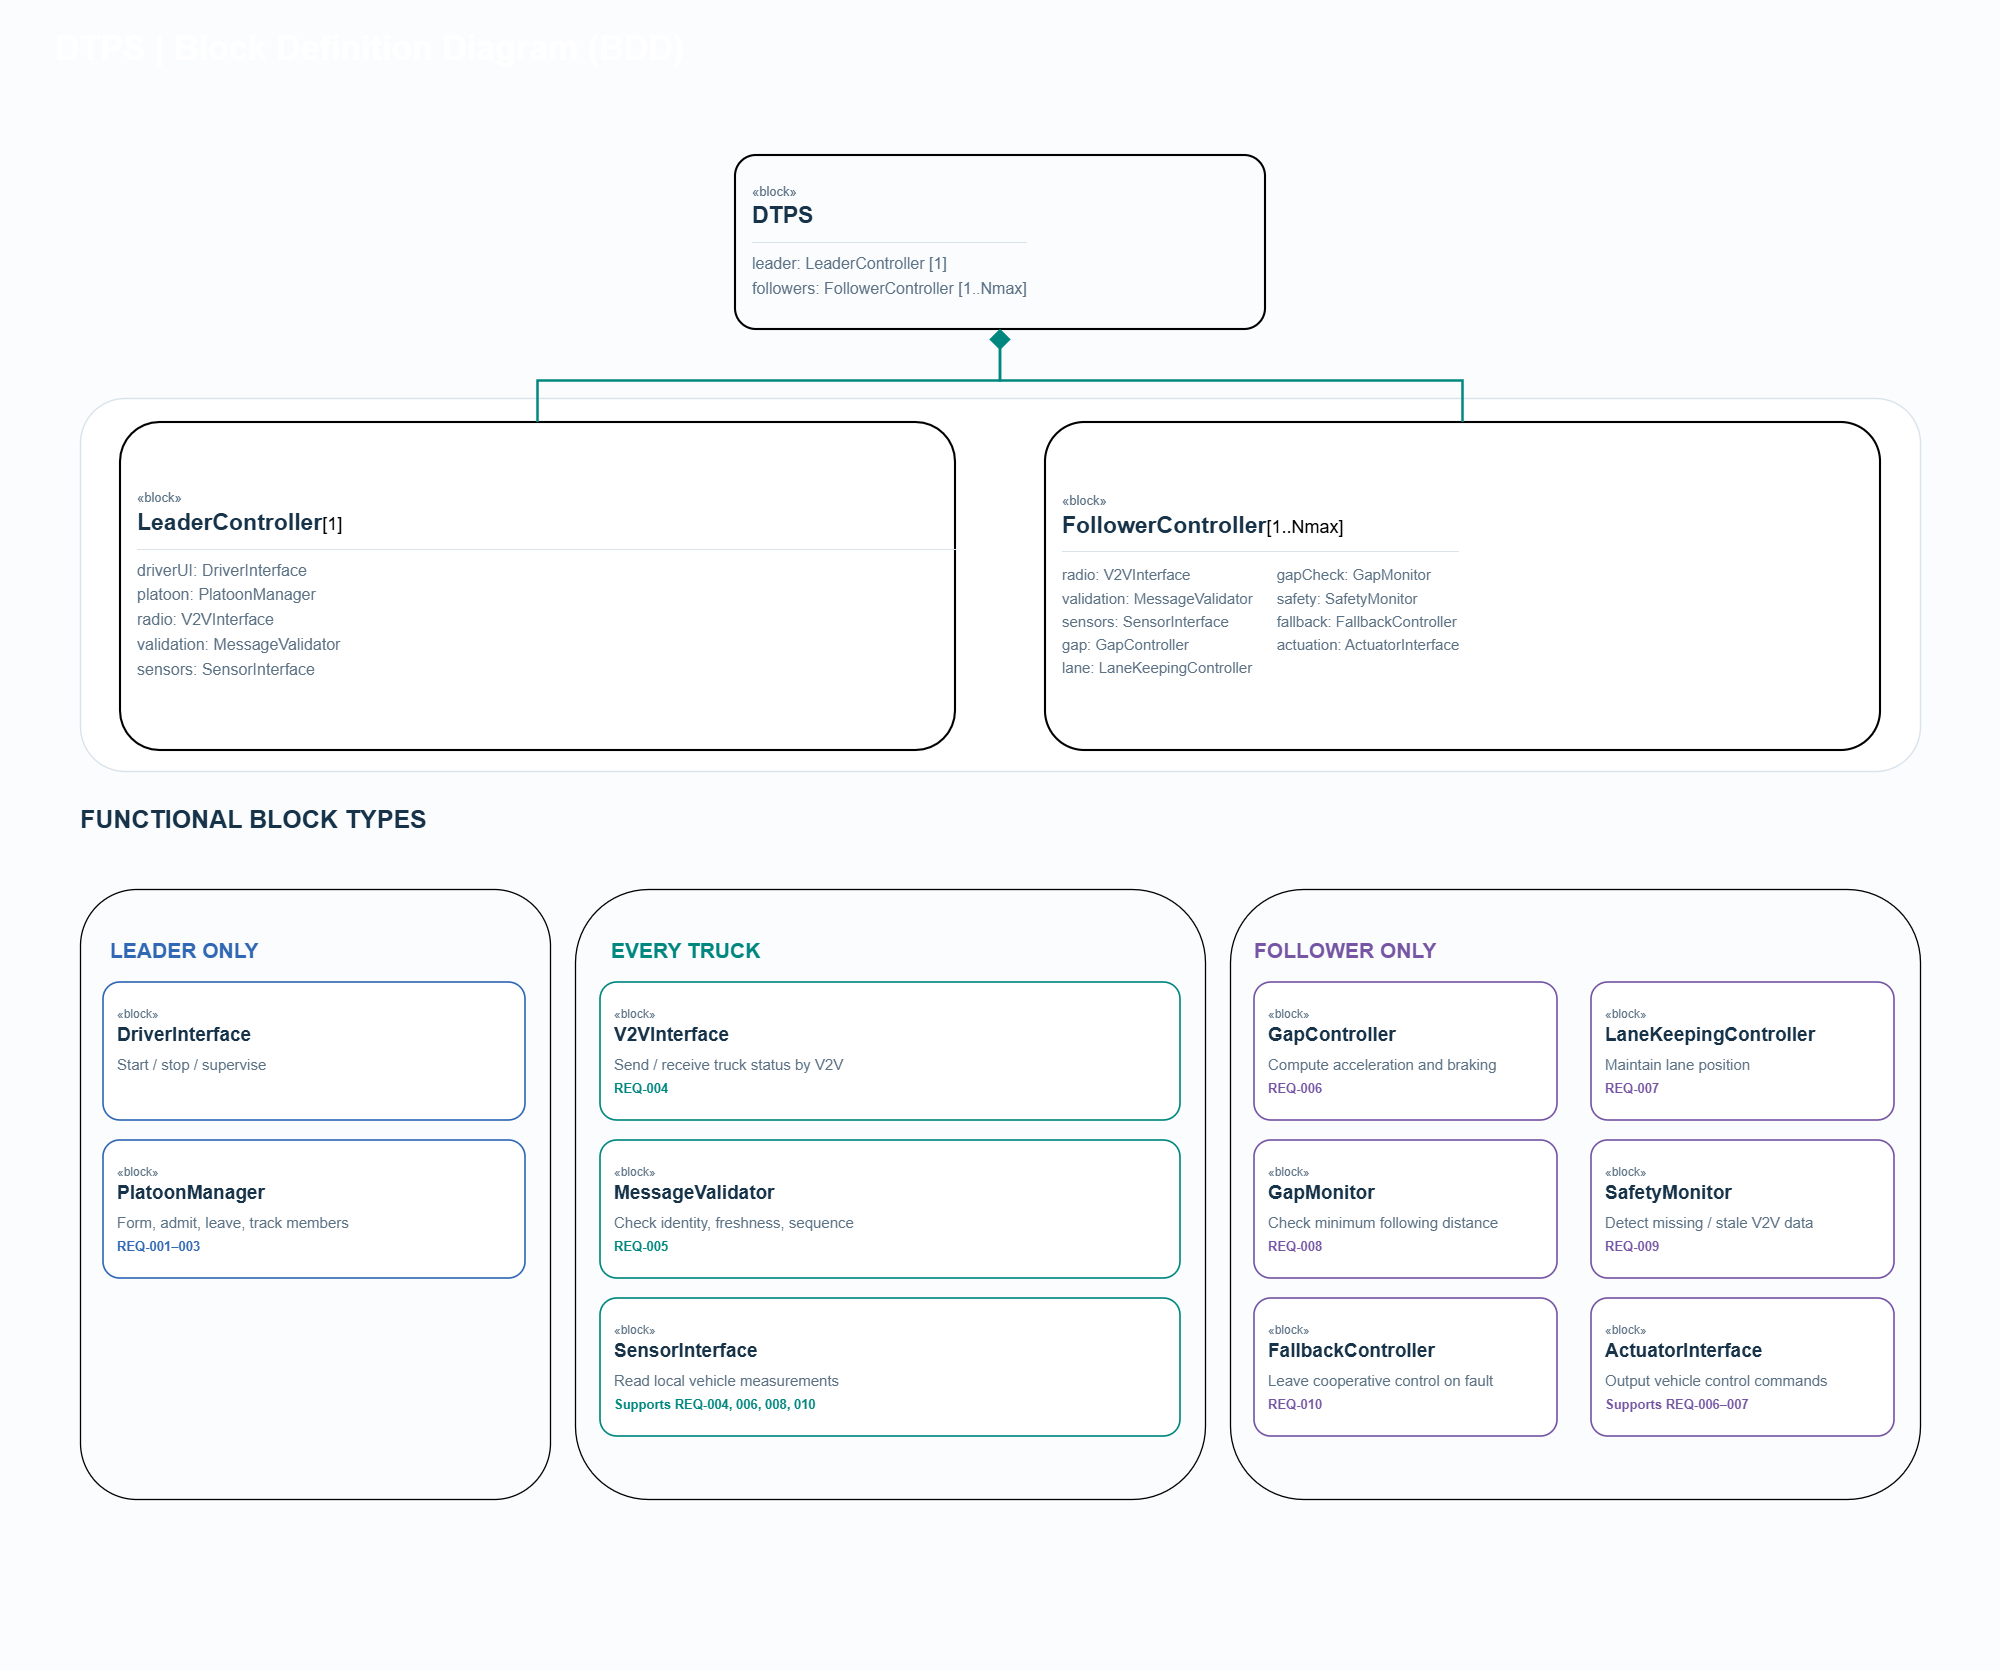 DTPS | Block Definition Diagram (BDD)
«block»
DTPS
leader: LeaderController [1]
followers: FollowerController [1..Nmax]
«block»
LeaderController[1]
driverUI: DriverInterface
platoon: PlatoonManager
radio: V2VInterface
validation: MessageValidator
sensors: SensorInterface
«block»
FollowerController[1..Nmax]
radio: V2VInterface
validation: MessageValidator
sensors: SensorInterface
gap: GapController
lane: LaneKeepingController
gapCheck: GapMonitor
safety: SafetyMonitor
fallback: FallbackController
actuation: ActuatorInterface
FUNCTIONAL BLOCK TYPES
LEADER ONLY
«block»
DriverInterface
Start / stop / supervise
«block»
PlatoonManager
Form, admit, leave, track members
REQ-001–003
EVERY TRUCK
«block»
V2VInterface
Send / receive truck status by V2V
REQ-004
«block»
MessageValidator
Check identity, freshness, sequence
REQ-005
«block»
SensorInterface
Read local vehicle measurements
Supports REQ-004, 006, 008, 010
FOLLOWER ONLY
«block»
GapController
Compute acceleration and braking
REQ-006
«block»
LaneKeepingController
Maintain lane position
REQ-007
«block»
GapMonitor
Check minimum following distance
REQ-008
«block»
SafetyMonitor
Detect missing / stale V2V data
REQ-009
«block»
FallbackController
Leave cooperative control on fault
REQ-010
«block»
ActuatorInterface
Output vehicle control commands
Supports REQ-006–007